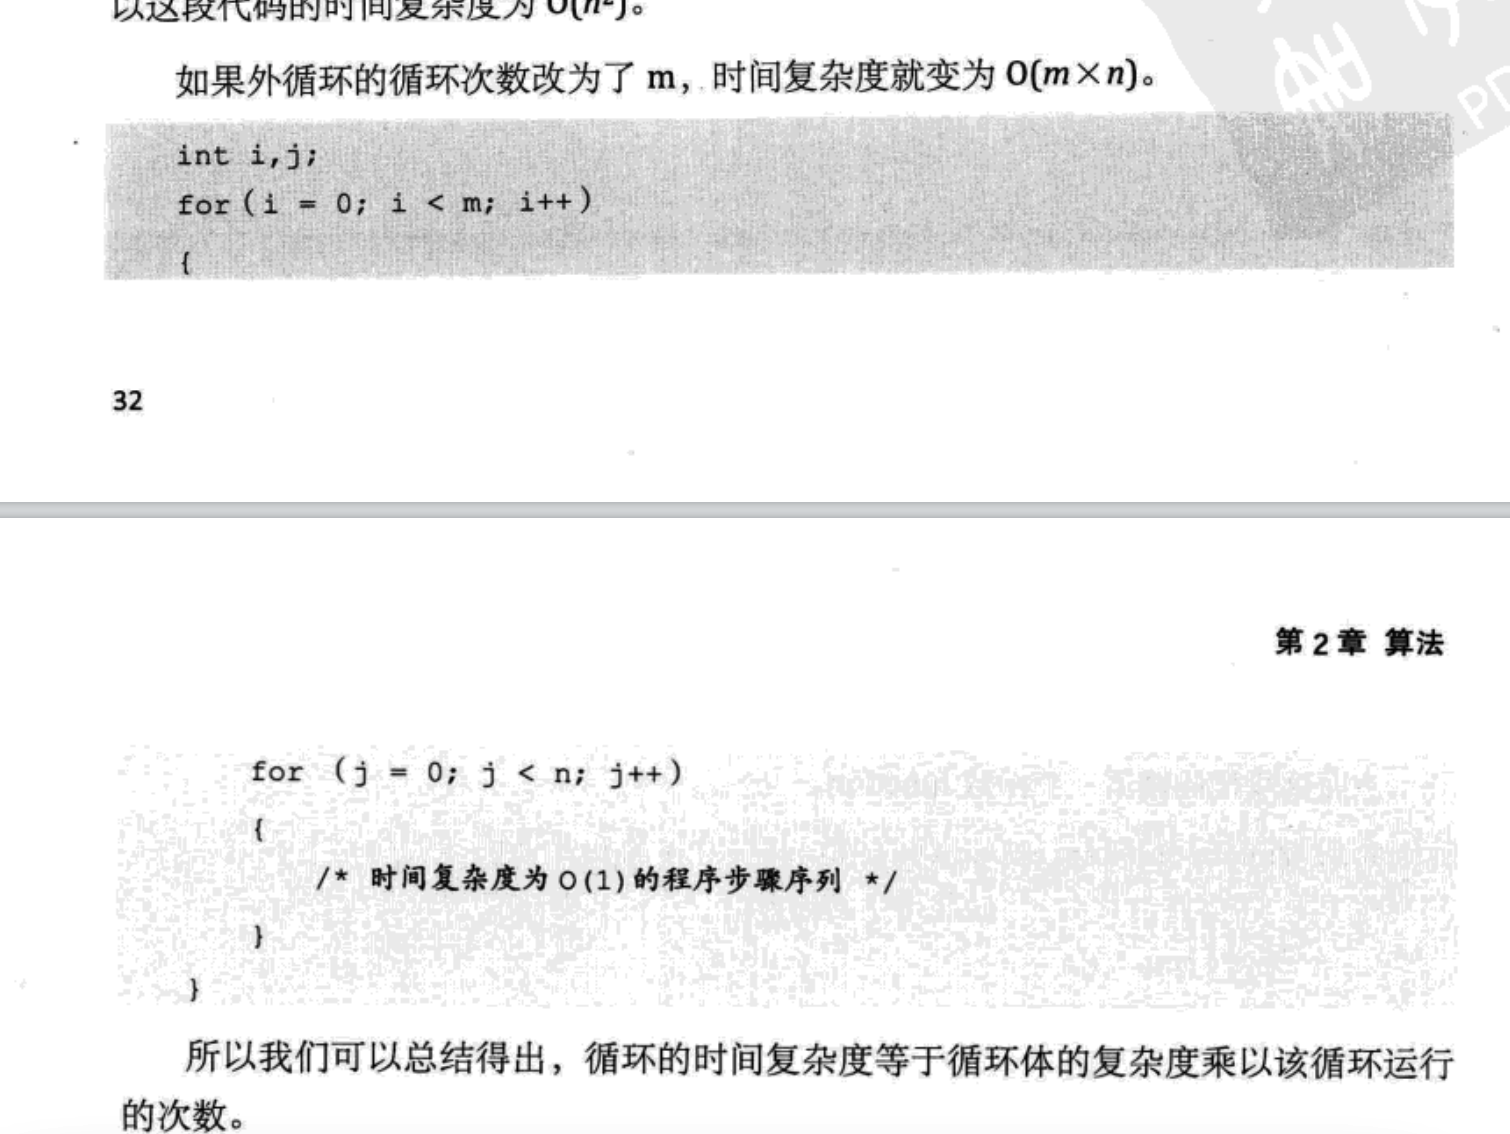 以这段代码的时间复杂度为 O(n²)。
如果外循环的循环次数改为了 m，时间复杂度就变为 O(m×n)。
int i,j;
for(i = 0; i < m; i++)
{
32
第 2 章 算法
for (j = 0; j < n; j++)
{
/* 时间复杂度为 O(1)的程序步骤序列 */
}
}
所以我们可以总结得出，循环的时间复杂度等于循环体的复杂度乘以该循环运行
的次数。